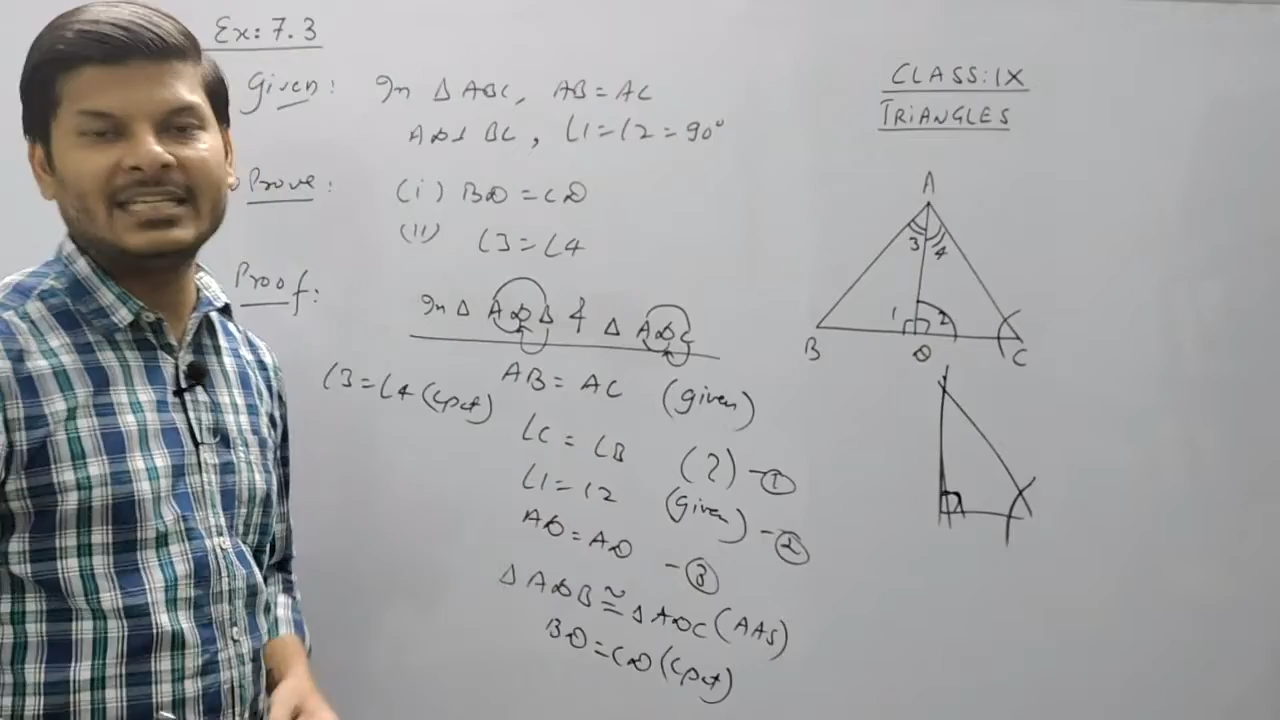 Ex: 7.3
Given: In Δ ABC, AB = AC
AD ⊥ BC, ∠1 = ∠2 = 90°
Prove: (i) BD = CD
(ii) ∠3 = ∠4
Proof:
In Δ ADB & Δ ADC
AB = AC (given)
∠3 = ∠4 (cpct)
∠C = ∠B (?) - ①
∠1 = ∠2 (given) - ②
AD = AD - ③
Δ ADB ≅ Δ ADC (AAS)
BD = CD (cpct)
CLASS: IX
TRIANGLES
A
3 4
1 2
B D C